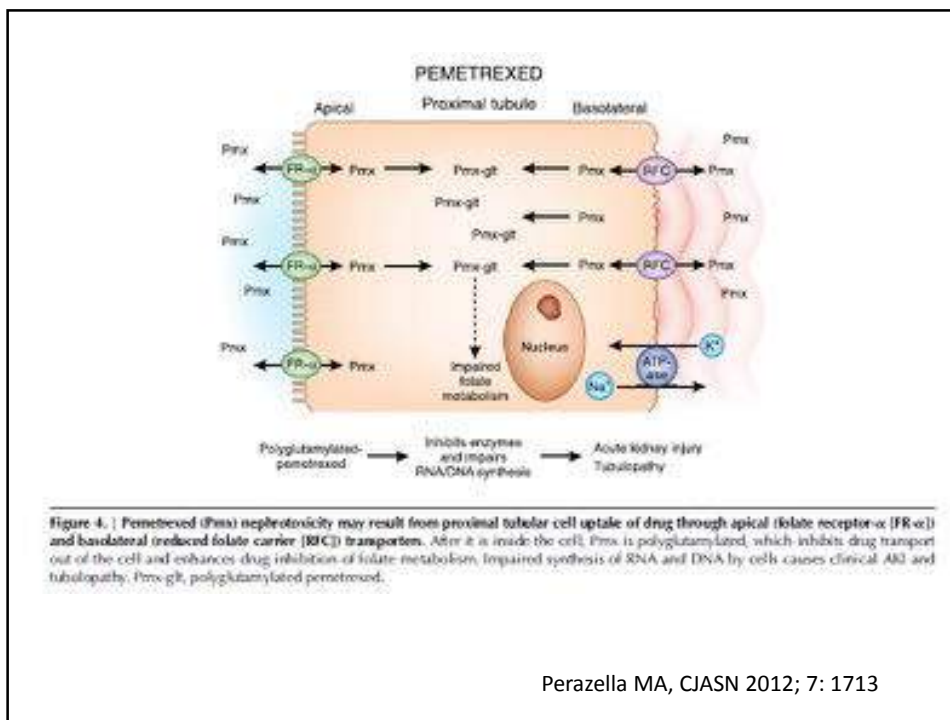 PEMETREXED
Apical Proximal tubule Basolateral
Pmx
Pmx
FR-α Pmx Pmx-glt Pmx RFC Pmx
Pmx Pmx-glt Pmx Pmx
Pmx Pmx-glt Pmx
FR-α Pmx Pmx-glt Pmx RFC Pmx
Pmx Pmx
Nucleus K+
Pmx
FR-α Pmx Impaired ATP-
folate Na+ ase
metabolism
Polyglutamylated- Inhibits enzymes Acute kidney injury
pemetrexed and impairs Tubulopathy
RNA/DNA synthesis
Figure 4. | Pemetrexed (Pmx) nephrotoxicity may result from proximal tubular cell uptake of drug through apical (folate receptor-α [FR-α])
and basolateral (reduced folate carrier [RFC]) transporters. After it is inside the cell, Pmx is polyglutamylated, which inhibits drug transport
out of the cell and enhances drug inhibition of folate metabolism. Impaired synthesis of RNA and DNA by cells causes clinical AKI and
tubulopathy. Pmx-glt, polyglutamylated pemetrexed.
Perazella MA, CJASN 2012; 7: 1713